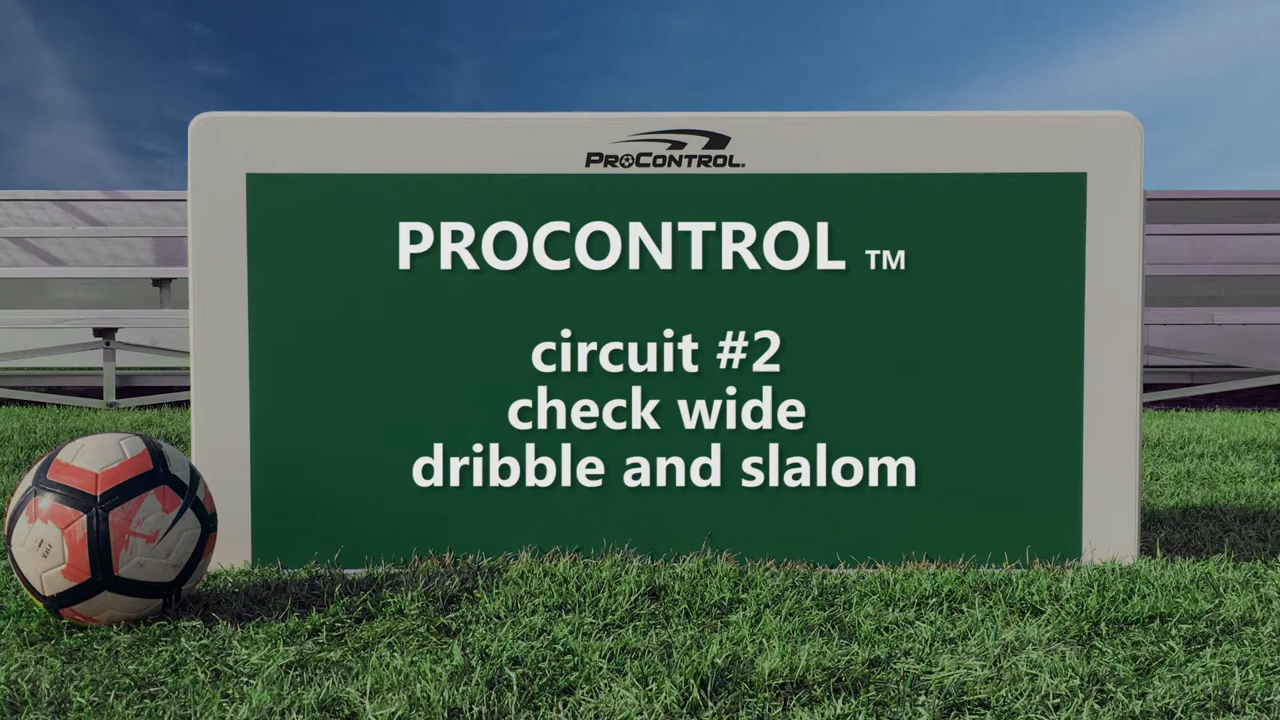 PROCONTROL
PROCONTROL ™
circuit #2
check wide
dribble and slalom